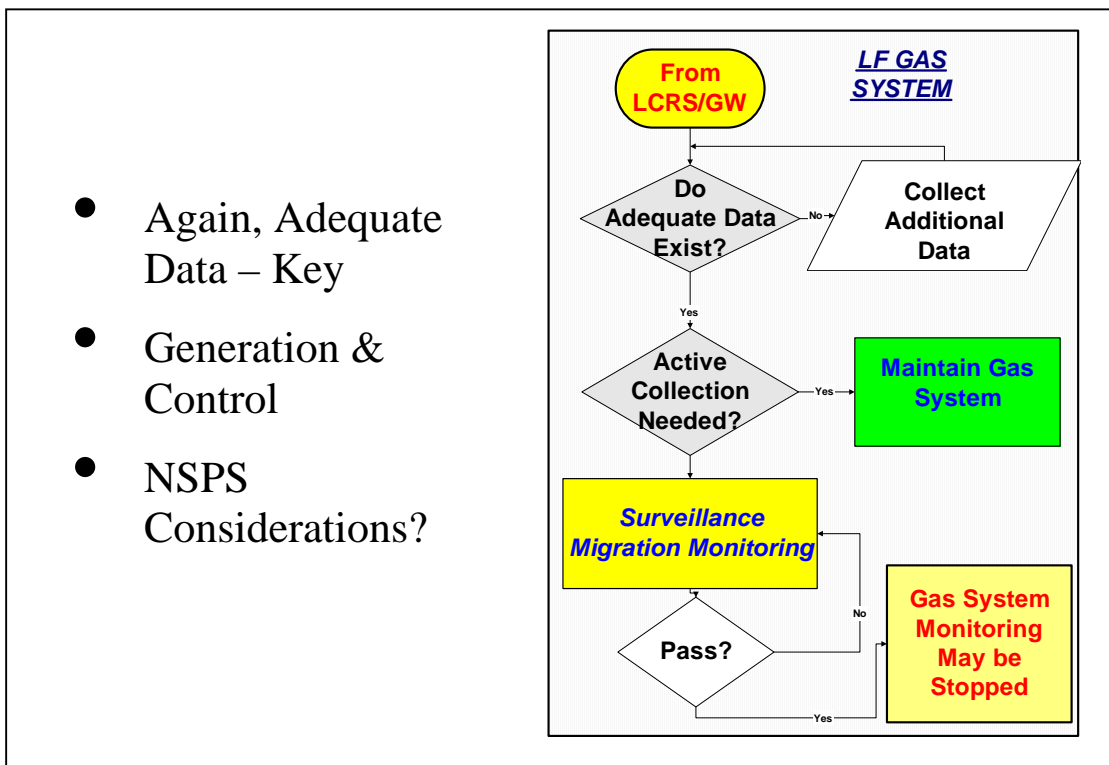 • Again, Adequate
Data – Key
• Generation &
Control
• NSPS
Considerations?
LF GAS
SYSTEM
From
LCRS/GW
Do
Adequate Data
Exist?
No
Collect
Additional
Data
Yes
Active
Collection
Needed?
Yes
Maintain Gas
System
Surveillance
Migration Monitoring
No
Pass?
Yes
Gas System
Monitoring
May be
Stopped